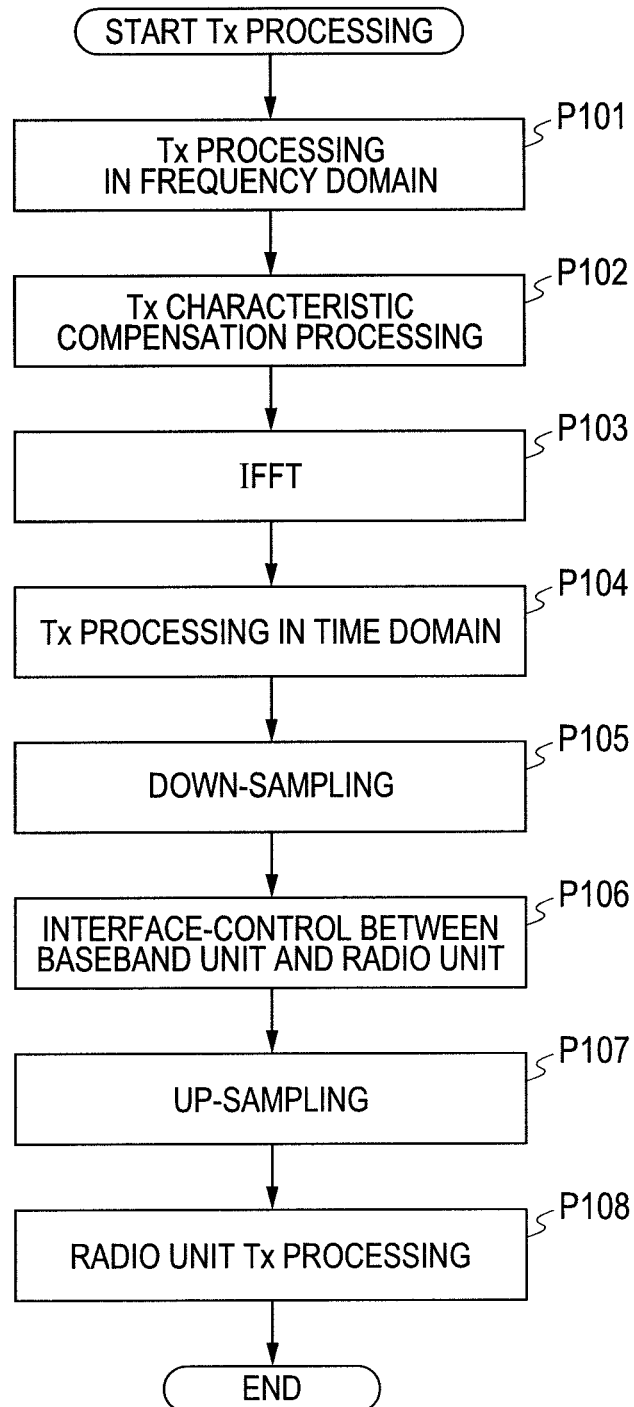 START Tx PROCESSING
P101
Tx PROCESSING
IN FREQUENCY DOMAIN
P102
Tx CHARACTERISTIC
COMPENSATION PROCESSING
P103
IFFT
P104
Tx PROCESSING IN TIME DOMAIN
P105
DOWN-SAMPLING
P106
INTERFACE-CONTROL BETWEEN
BASEBAND UNIT AND RADIO UNIT
P107
UP-SAMPLING
P108
RADIO UNIT Tx PROCESSING
END